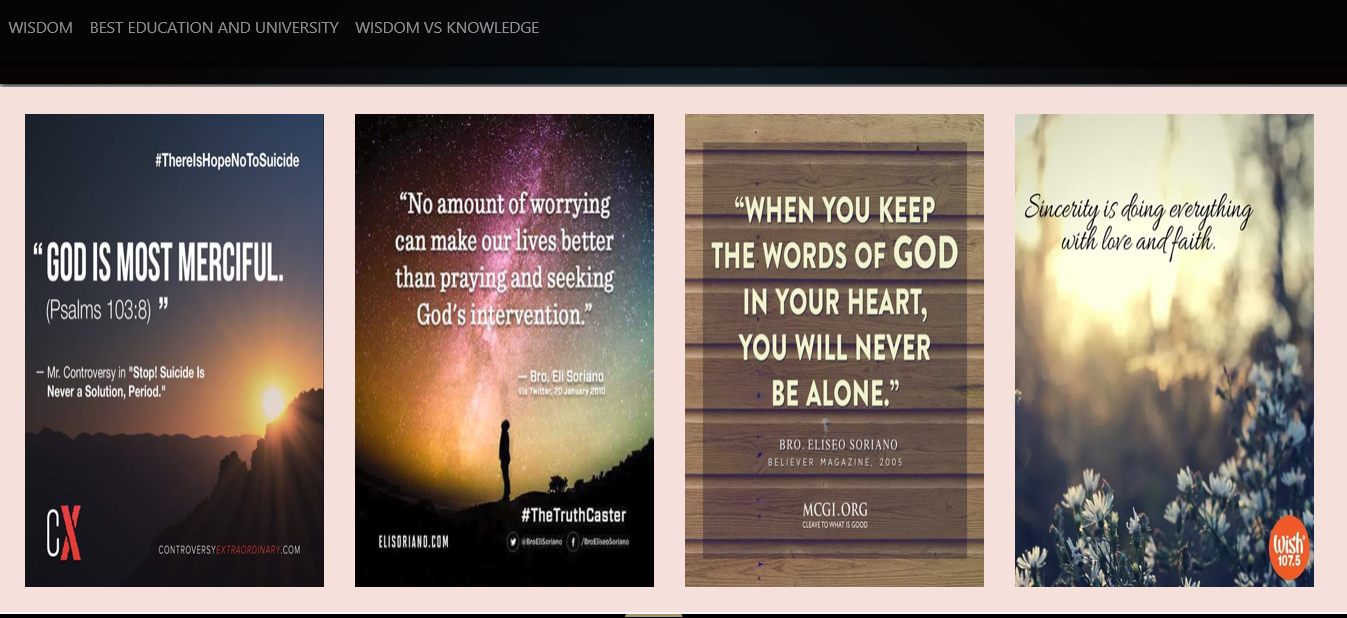 WISDOM BEST EDUCATION AND UNIVERSITY WISDOM VS KNOWLEDGE
#ThereIsHopeNoToSuicide
“GOD IS MOST MERCIFUL.
(Psalms 103:8) ”
— Mr. Controversy in "Stop! Suicide Is
Never a Solution, Period."
CX
CONTROVERSYEXTRAORDINARY.COM
“No amount of worrying
can make our lives better
than praying and seeking
God's intervention.”
— Bro. Eli Soriano
Via Twitter, 20 January 2010
#TheTruthCaster
ELISORIANO.COM @BroEliSoriano /BroEliseoSoriano
“WHEN YOU KEEP
THE WORDS OF GOD
IN YOUR HEART,
YOU WILL NEVER
BE ALONE.”
BRO. ELISEO SORIANO
BELIEVER MAGAZINE, 2005
MCGI.ORG
CLEAVE TO WHAT IS GOOD
Sincerity is doing everything
with love and faith.
Wish
107.5